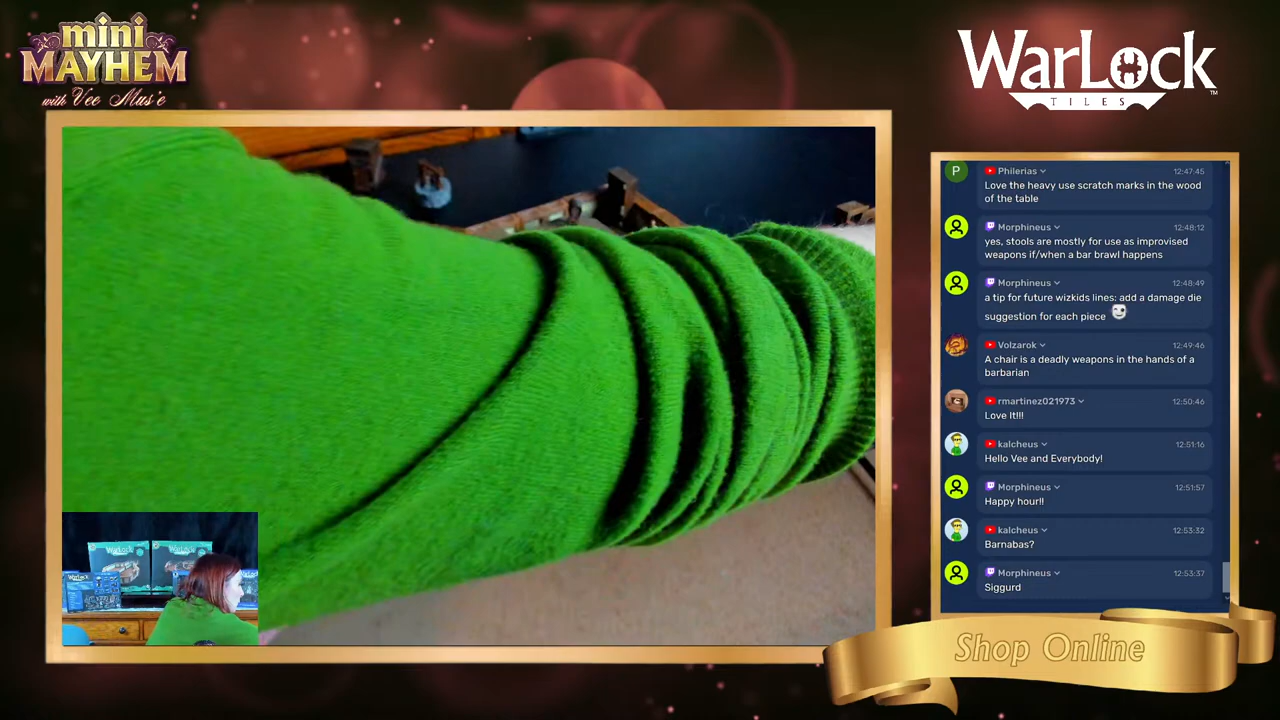 mini
MAYHEM
with Vee Mus'e
WarLock
TILES
P
Philerias 12:47:45
Love the heavy use scratch marks in the wood
of the table
Morphineus 12:48:12
yes, stools are mostly for use as improvised
weapons if/when a bar brawl happens
Morphineus 12:48:49
a tip for future wizkids lines: add a damage die
suggestion for each piece
Volzarok 12:49:46
A chair is a deadly weapons in the hands of a
barbarian
rmartinez021973 12:50:46
Love It!!!
kalcheus 12:51:16
Hello Vee and Everybody!
Morphineus 12:51:57
Happy hour!!
kalcheus 12:53:32
Barnabas?
Morphineus 12:53:37
Siggurd
WarLock
WarLock
Shop Online